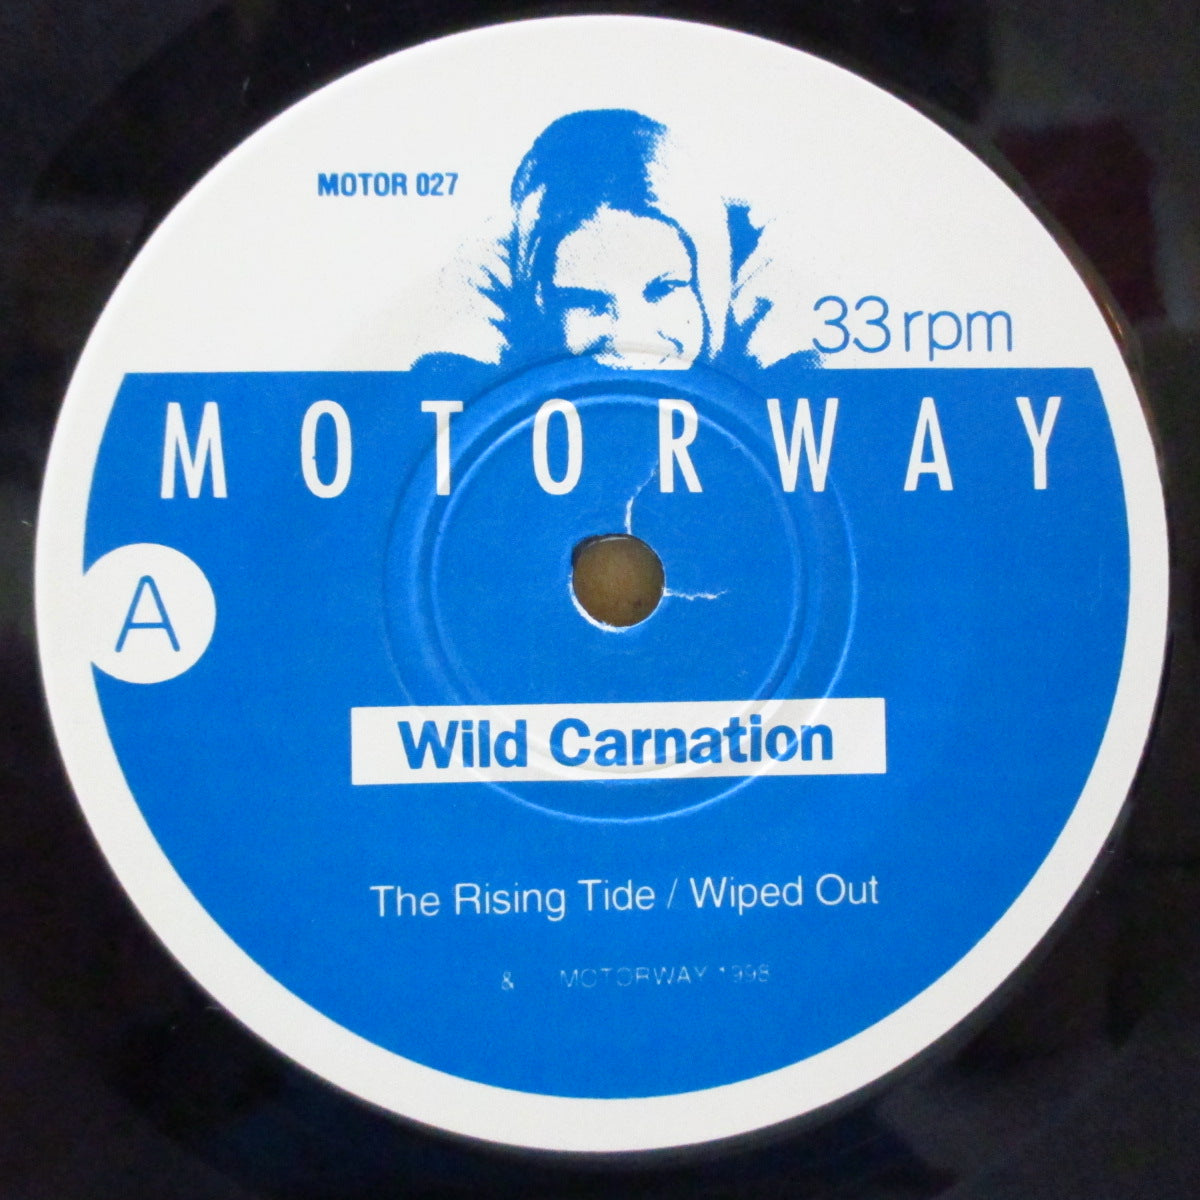 MOTOR 027
33 rpm
MOTORWAY
A
Wild Carnation
The Rising Tide / Wiped Out
& MOTORWAY 1998